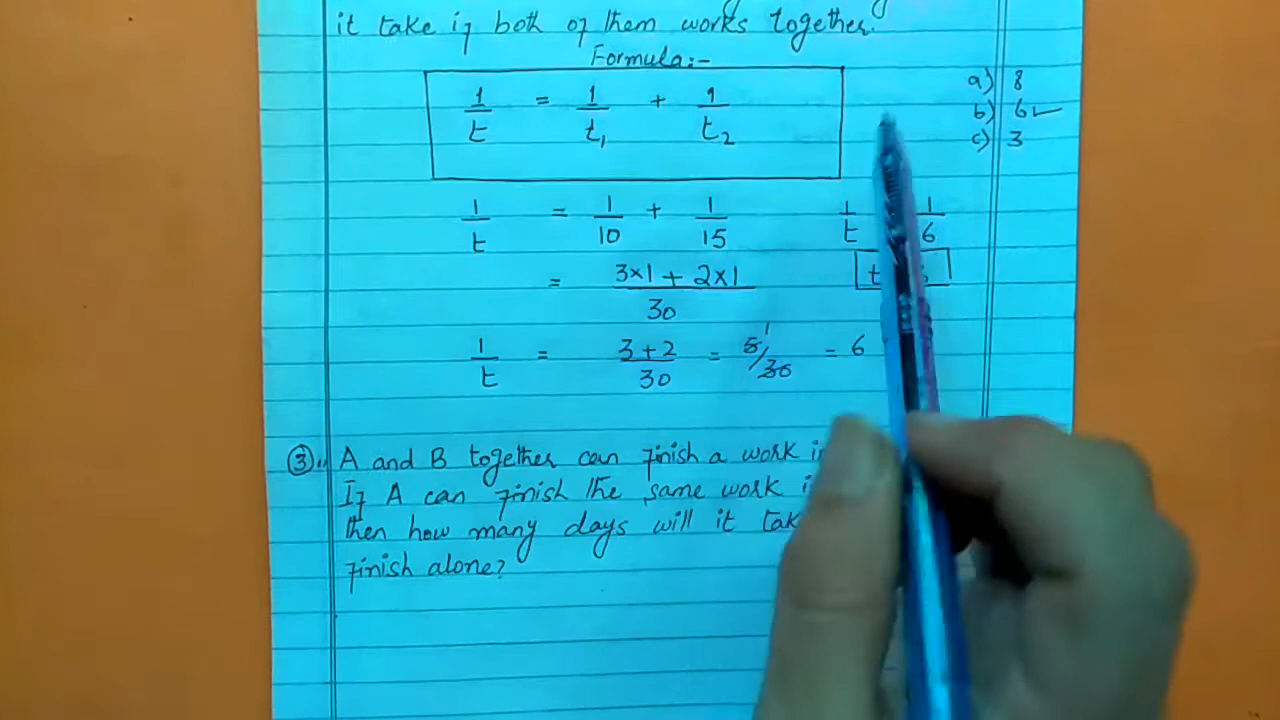 it take if both of them works together.
Formula:-
1/t = 1/t₁ + 1/t₂
a) 8
b) 6 ✓
c) 3
1/t = 1/10 + 1/15
1/t 1/6
= 3×1 + 2×1 / 30
t
1/t = 3+2 / 30 = 5/30 1 = 6
③ A and B together can finish a work
If A can finish the same work
then how many days will it
finish alone?